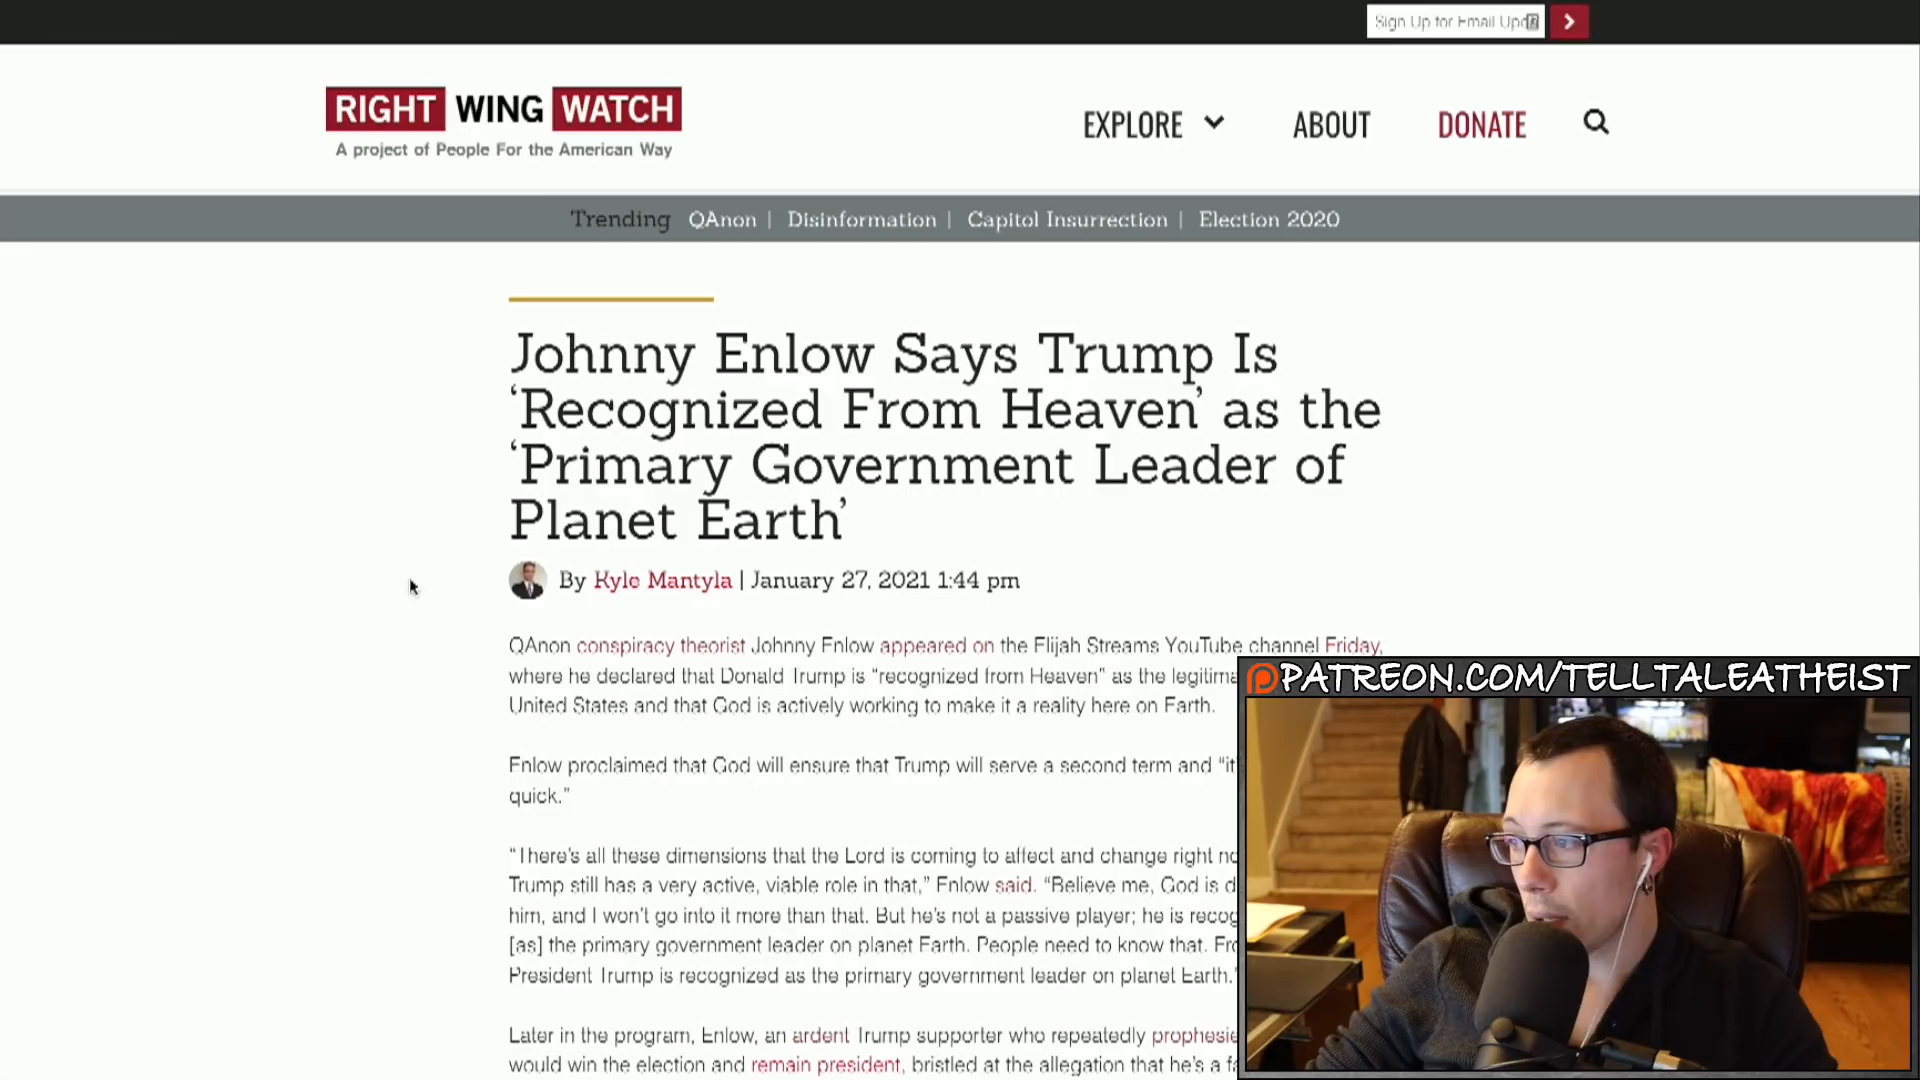 Sign Up for Email Upd
RIGHT WING WATCH
A project of People For the American Way
EXPLORE ABOUT DONATE
Trending QAnon | Disinformation | Capitol Insurrection | Election 2020
Johnny Enlow Says Trump Is
‘Recognized From Heaven’ as the
‘Primary Government Leader of
Planet Earth’
By Kyle Mantyla | January 27, 2021 1:44 pm
QAnon conspiracy theorist Johnny Enlow appeared on the Elijah Streams YouTube channel Friday,
where he declared that Donald Trump is “recognized from Heaven” as the
United States and that God is actively working to make it a reality here on Earth.
Enlow proclaimed that God will ensure that Trump will serve a second term and
quick.”
“There’s all these dimensions that the Lord is coming to affect and change right
Trump still has a very active, viable role in that,” Enlow said. “Believe me, God is
him, and I won’t go into it more than that. But he’s not a passive player; he is
[as] the primary government leader on planet Earth. People need to know that.
President Trump is recognized as the primary government leader on planet Earth.”
Later in the program, Enlow, an ardent Trump supporter who repeatedly
would win the election and remain president, bristled at the allegation that he’s a
PATREON.COM/TELLTALEATHEIST